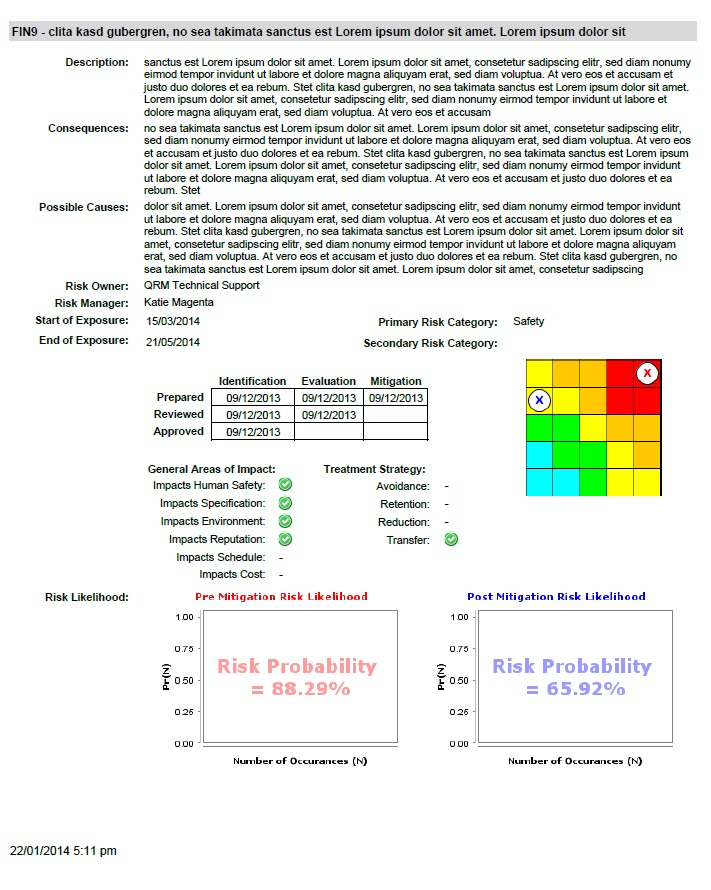 FIN9 - clita kasd gubergren, no sea takimata sanctus est Lorem ipsum dolor sit amet. Lorem ipsum dolor sit
Description: sanctus est Lorem ipsum dolor sit amet. Lorem ipsum dolor sit amet, consetetur sadipscing elitr, sed diam nonumy
eirmod tempor invidunt ut labore et dolore magna aliquyam erat, sed diam voluptua. At vero eos et accusam et
justo duo dolores et ea rebum. Stet clita kasd gubergren, no sea takimata sanctus est Lorem ipsum dolor sit amet.
Lorem ipsum dolor sit amet, consetetur sadipscing elitr, sed diam nonumy eirmod tempor invidunt ut labore et
dolore magna aliquyam erat, sed diam voluptua. At vero eos et accusam
Consequences: no sea takimata sanctus est Lorem ipsum dolor sit amet. Lorem ipsum dolor sit amet, consetetur sadipscing elitr,
sed diam nonumy eirmod tempor invidunt ut labore et dolore magna aliquyam erat, sed diam voluptua. At vero eos
et accusam et justo duo dolores et ea rebum. Stet clita kasd gubergren, no sea takimata sanctus est Lorem ipsum
dolor sit amet. Lorem ipsum dolor sit amet, consetetur sadipscing elitr, sed diam nonumy eirmod tempor invidunt
ut labore et dolore magna aliquyam erat, sed diam voluptua. At vero eos et accusam et justo duo dolores et ea
rebum. Stet
Possible Causes: dolor sit amet. Lorem ipsum dolor sit amet, consetetur sadipscing elitr, sed diam nonumy eirmod tempor invidunt
ut labore et dolore magna aliquyam erat, sed diam voluptua. At vero eos et accusam et justo duo dolores et ea
rebum. Stet clita kasd gubergren, no sea takimata sanctus est Lorem ipsum dolor sit amet. Lorem ipsum dolor sit
amet, consetetur sadipscing elitr, sed diam nonumy eirmod tempor invidunt ut labore et dolore magna aliquyam
erat, sed diam voluptua. At vero eos et accusam et justo duo dolores et ea rebum. Stet clita kasd gubergren, no
sea takimata sanctus est Lorem ipsum dolor sit amet. Lorem ipsum dolor sit amet, consetetur sadipscing
Risk Owner: QRM Technical Support
Risk Manager: Katie Magenta
Start of Exposure: 15/03/2014 Primary Risk Category: Safety
End of Exposure: 21/05/2014 Secondary Risk Category:
Identification Evaluation Mitigation
Prepared 09/12/2013 09/12/2013 09/12/2013
Reviewed 09/12/2013 09/12/2013
Approved 09/12/2013
X
X
General Areas of Impact: Treatment Strategy:
Impacts Human Safety: Avoidance: -
Impacts Specification: Retention: -
Impacts Environment: Reduction: -
Impacts Reputation: Transfer:
Impacts Schedule: -
Impacts Cost: -
Risk Likelihood:
Pre Mitigation Risk Likelihood
1.00
0.75
0.50
0.25
0.00
Pr(N)
Risk Probability
= 88.29%
Number of Occurances (N)
Post Mitigation Risk Likelihood
1.00
0.75
0.50
0.25
0.00
Pr(N)
Risk Probability
= 65.92%
Number of Occurances (N)
22/01/2014 5:11 pm